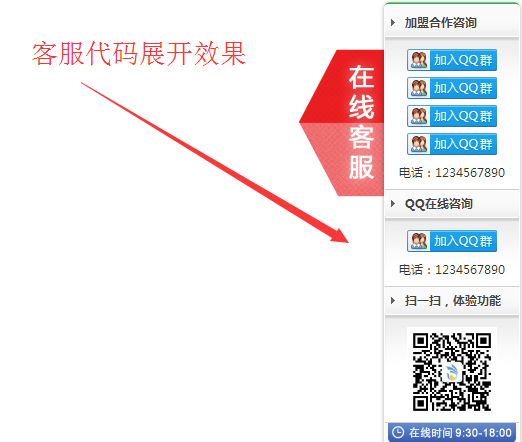 客服代码展开效果
在线客服
加盟合作咨询
加入QQ群
加入QQ群
加入QQ群
加入QQ群
电话：1234567890
QQ在线咨询
加入QQ群
电话：1234567890
扫一扫，体验功能
在线时间 9:30-18:00